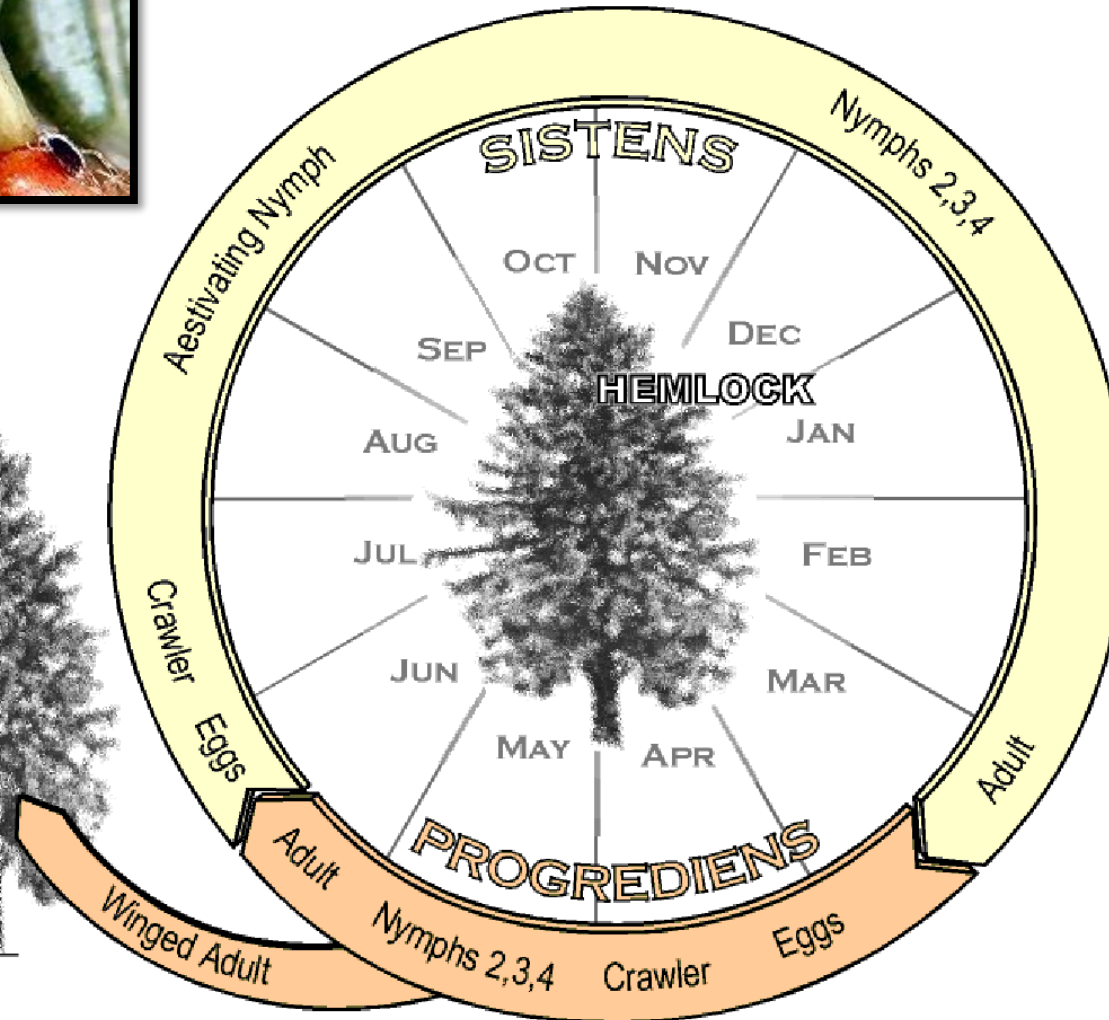 SISTENS
Nymphs 2,3,4
Aestivating Nymph
OCT
NOV
SEP
DEC
HEMLOCK
AUG
JAN
JUL
FEB
Crawler
JUN
MAR
Eggs
MAY
APR
Adult
PROGREDIENS
Adult
Nymphs 2,3,4
Crawler
Eggs
Winged Adult